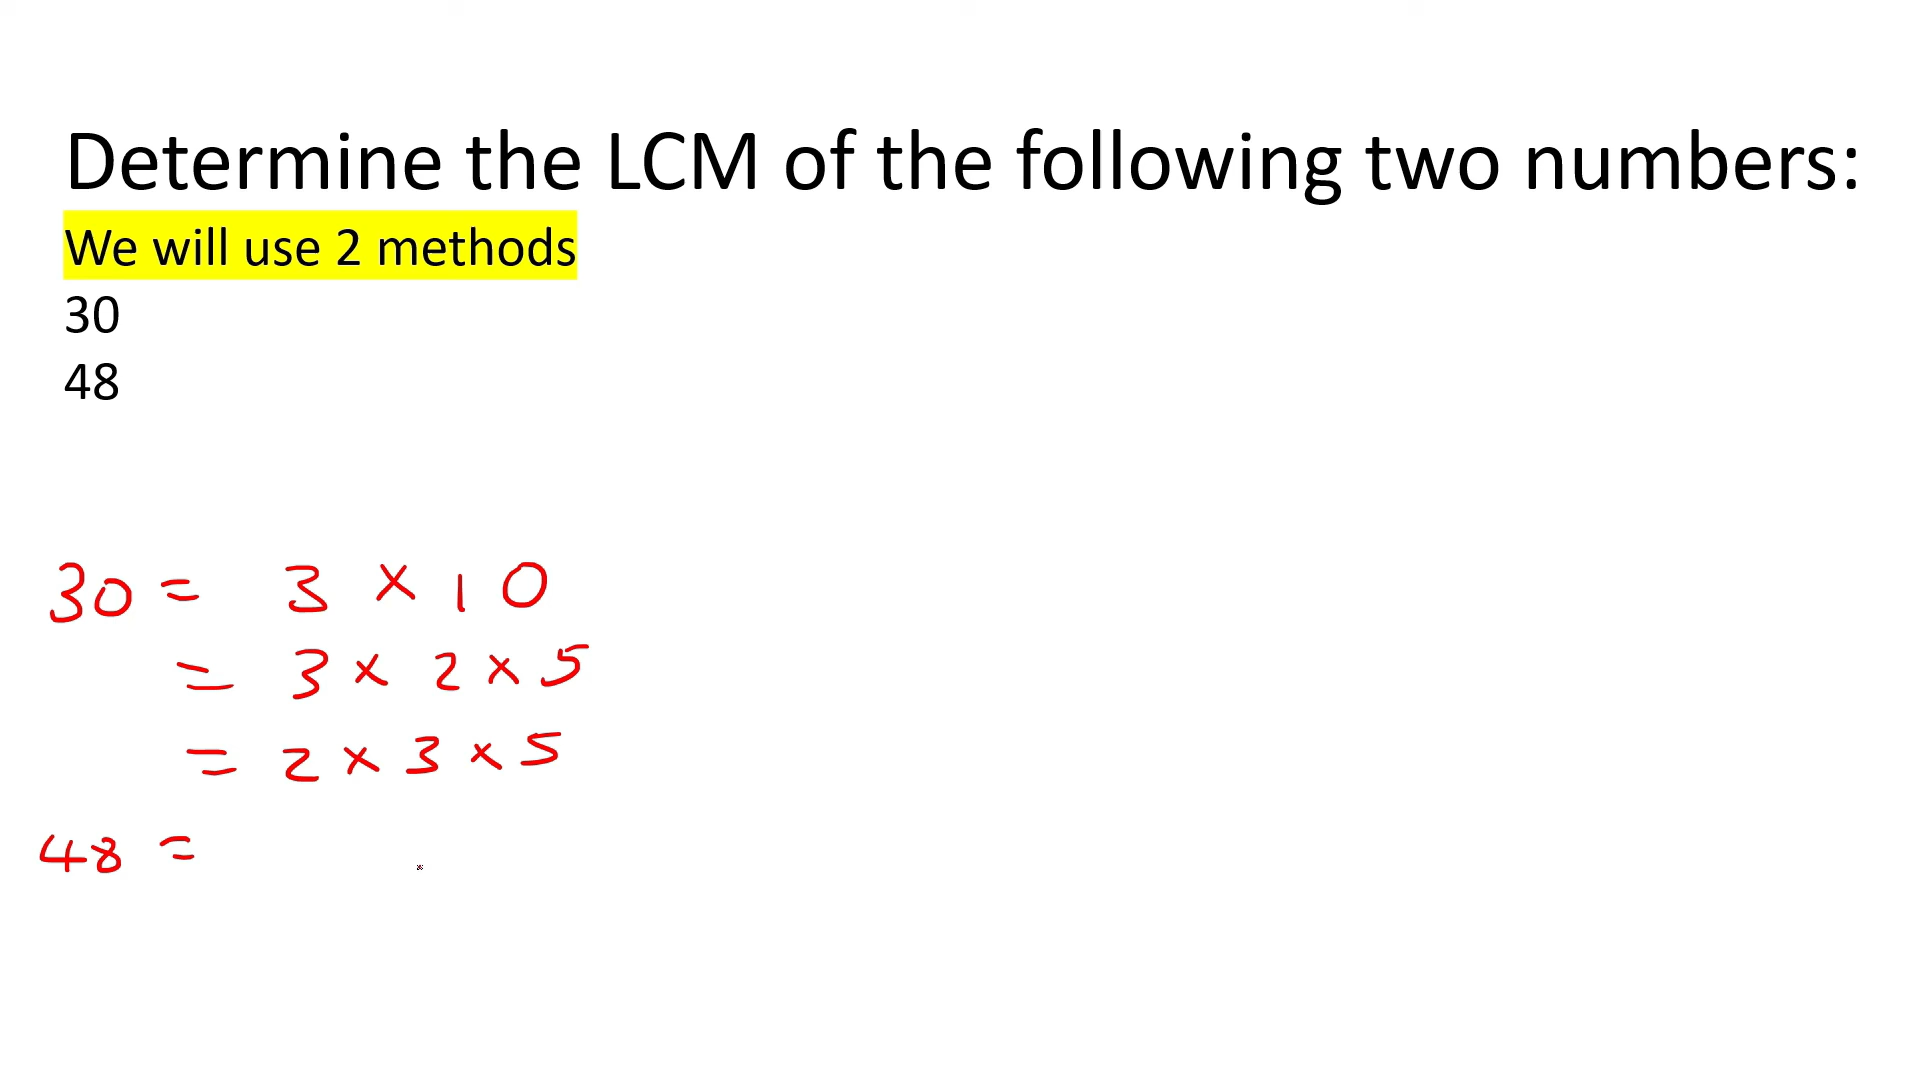 Determine the LCM of the following two numbers:
We will use 2 methods
30
48
30 = 3 × 10
= 3 × 2 × 5
= 2 × 3 × 5
48 =